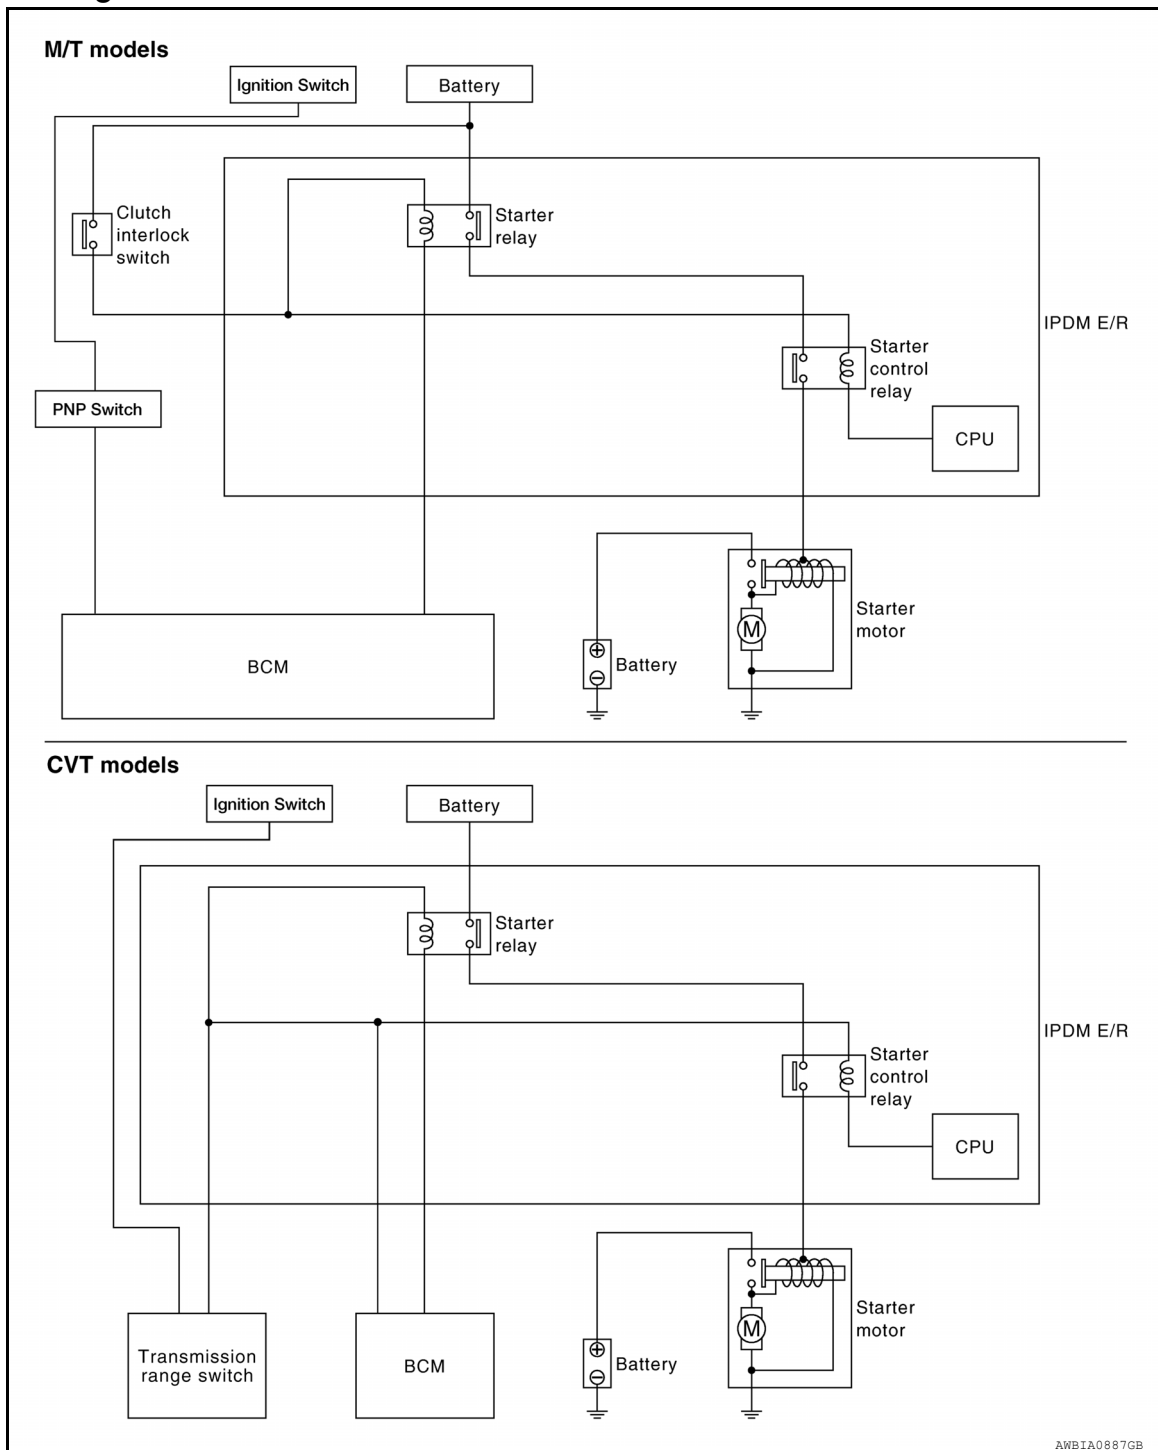 M/T models
Ignition Switch
Battery
Clutch
interlock
switch
Starter
relay
IPDM E/R
Starter
control
relay
PNP Switch
CPU
Starter
motor
M
Battery
BCM
CVT models
Ignition Switch
Battery
Starter
relay
IPDM E/R
Starter
control
relay
CPU
Starter
motor
M
Transmission
range switch
BCM
Battery
AWBIA0887GB